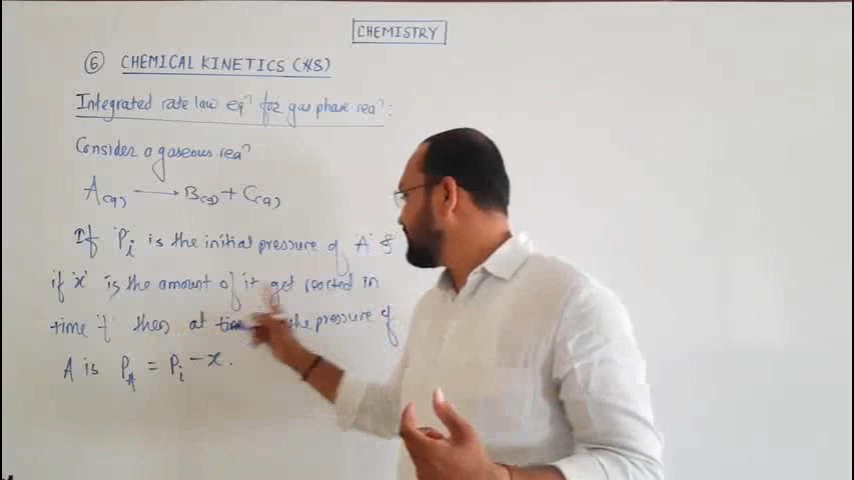 CHEMISTRY
⑥ CHEMICAL KINETICS (#5)
Integrated rate law eqⁿ for gas phase reaⁿ:
Consider a gaseous reaⁿ
A(g) ⟶ B(g) + C(g)
If 'Pi' is the initial pressure of 'A' &
if 'x' is the amount of it get reacted in
time 't' then at time the pressure of
A is PA = Pi - x.